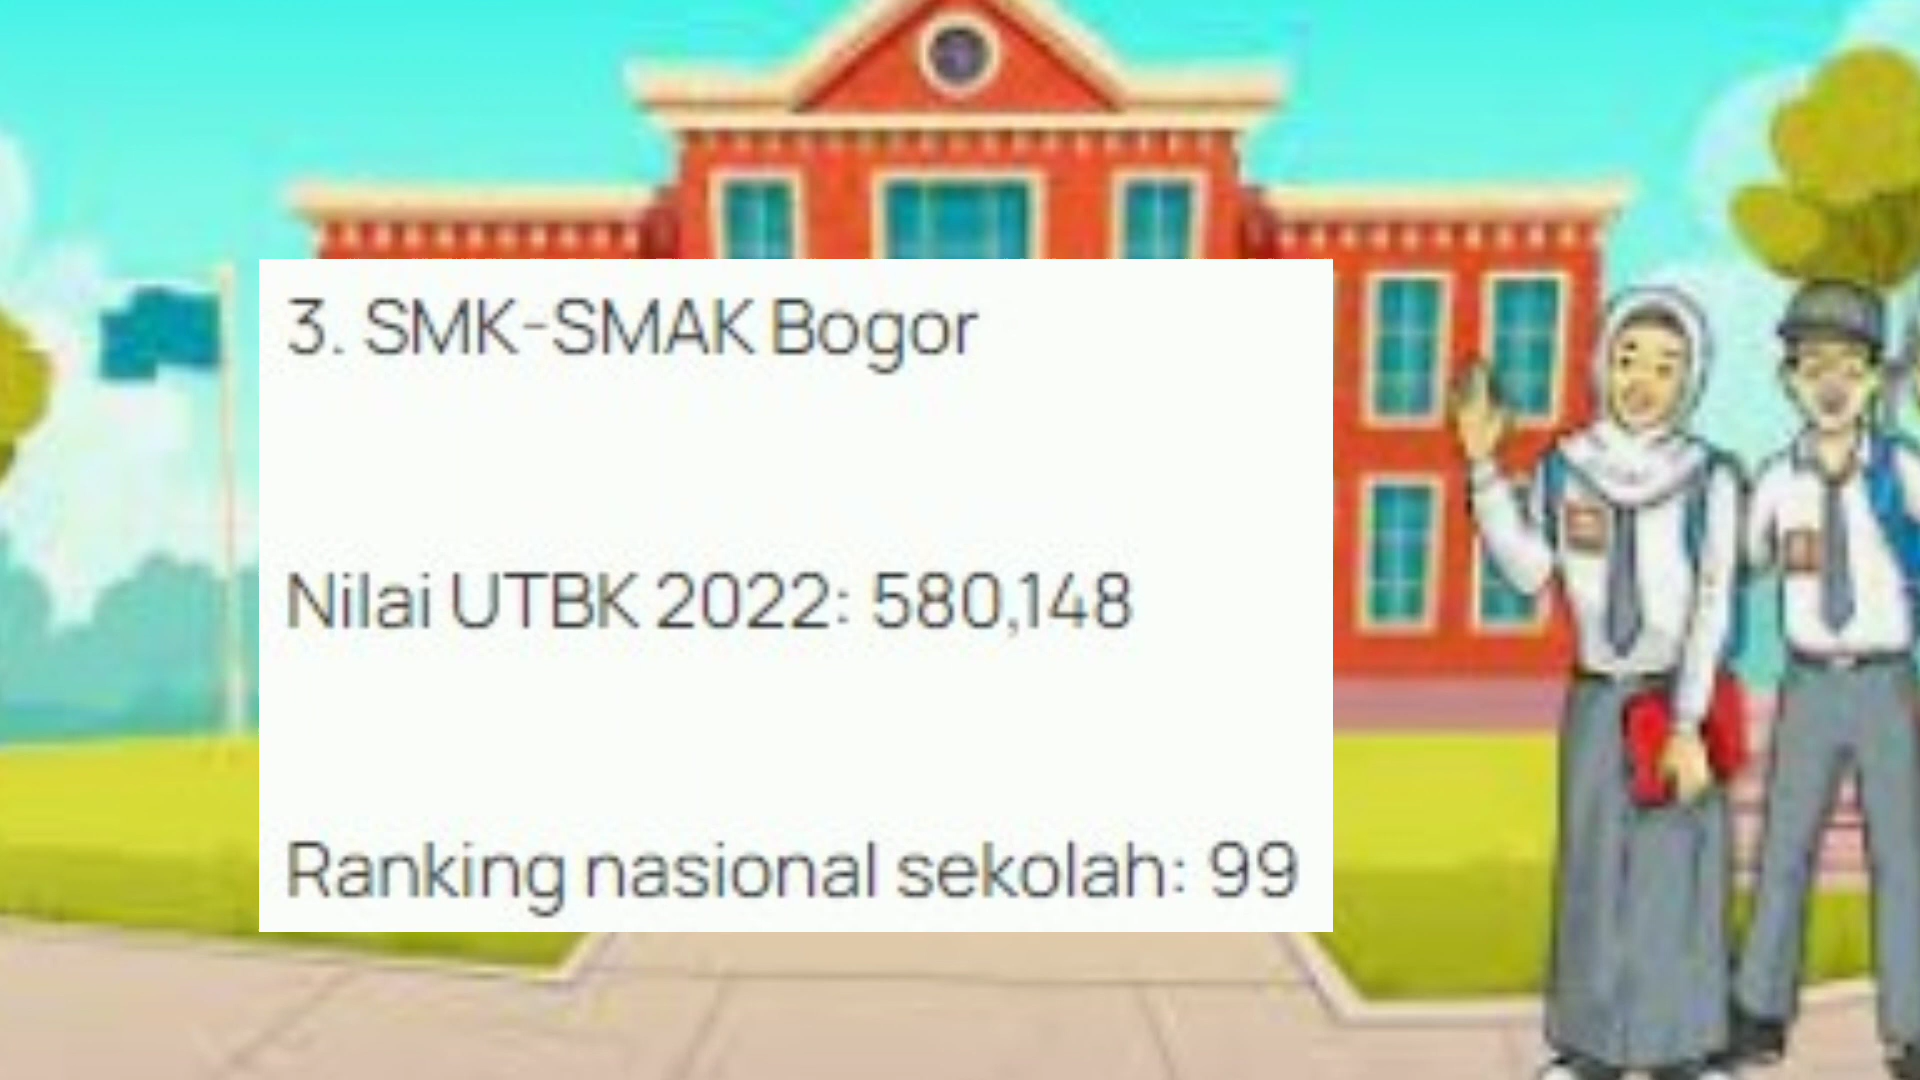 3. SMK-SMAK Bogor
Nilai UTBK 2022: 580,148
Ranking nasional sekolah: 99